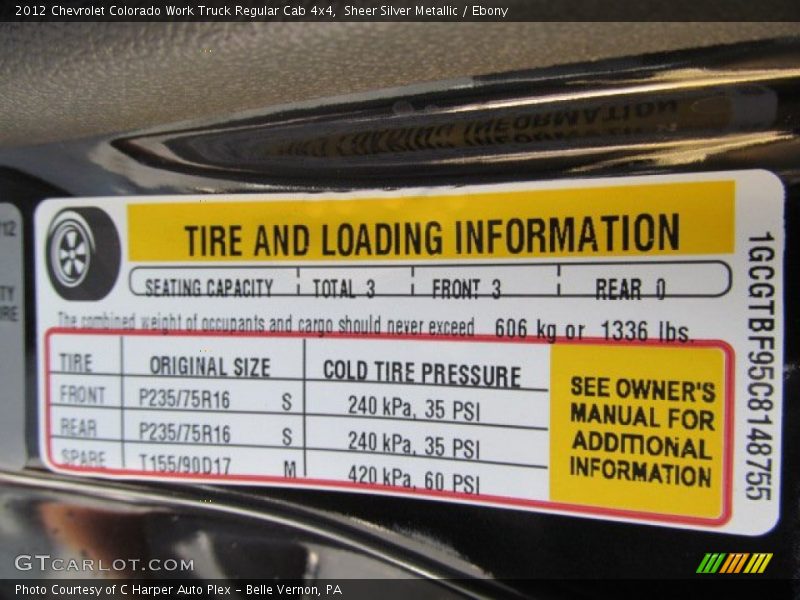 2012 Chevrolet Colorado Work Truck Regular Cab 4x4, Sheer Silver Metallic / Ebony
TIRE AND LOADING INFORMATION
SEATING CAPACITY TOTAL 3 FRONT 3 REAR 0
The combined weight of occupants and cargo should never exceed 606 kg or 1336 lbs.
TIRE ORIGINAL SIZE COLD TIRE PRESSURE
FRONT P235/75R16 S 240 kPa, 35 PSI
REAR P235/75R16 S 240 kPa, 35 PSI
SPARE T155/90D17 M 420 kPa, 60 PSI
SEE OWNER'S
MANUAL FOR
ADDITIONAL
INFORMATION
1GCGTBF95C8148755
GTCARLOT.COM
Photo Courtesy of C Harper Auto Plex - Belle Vernon, PA